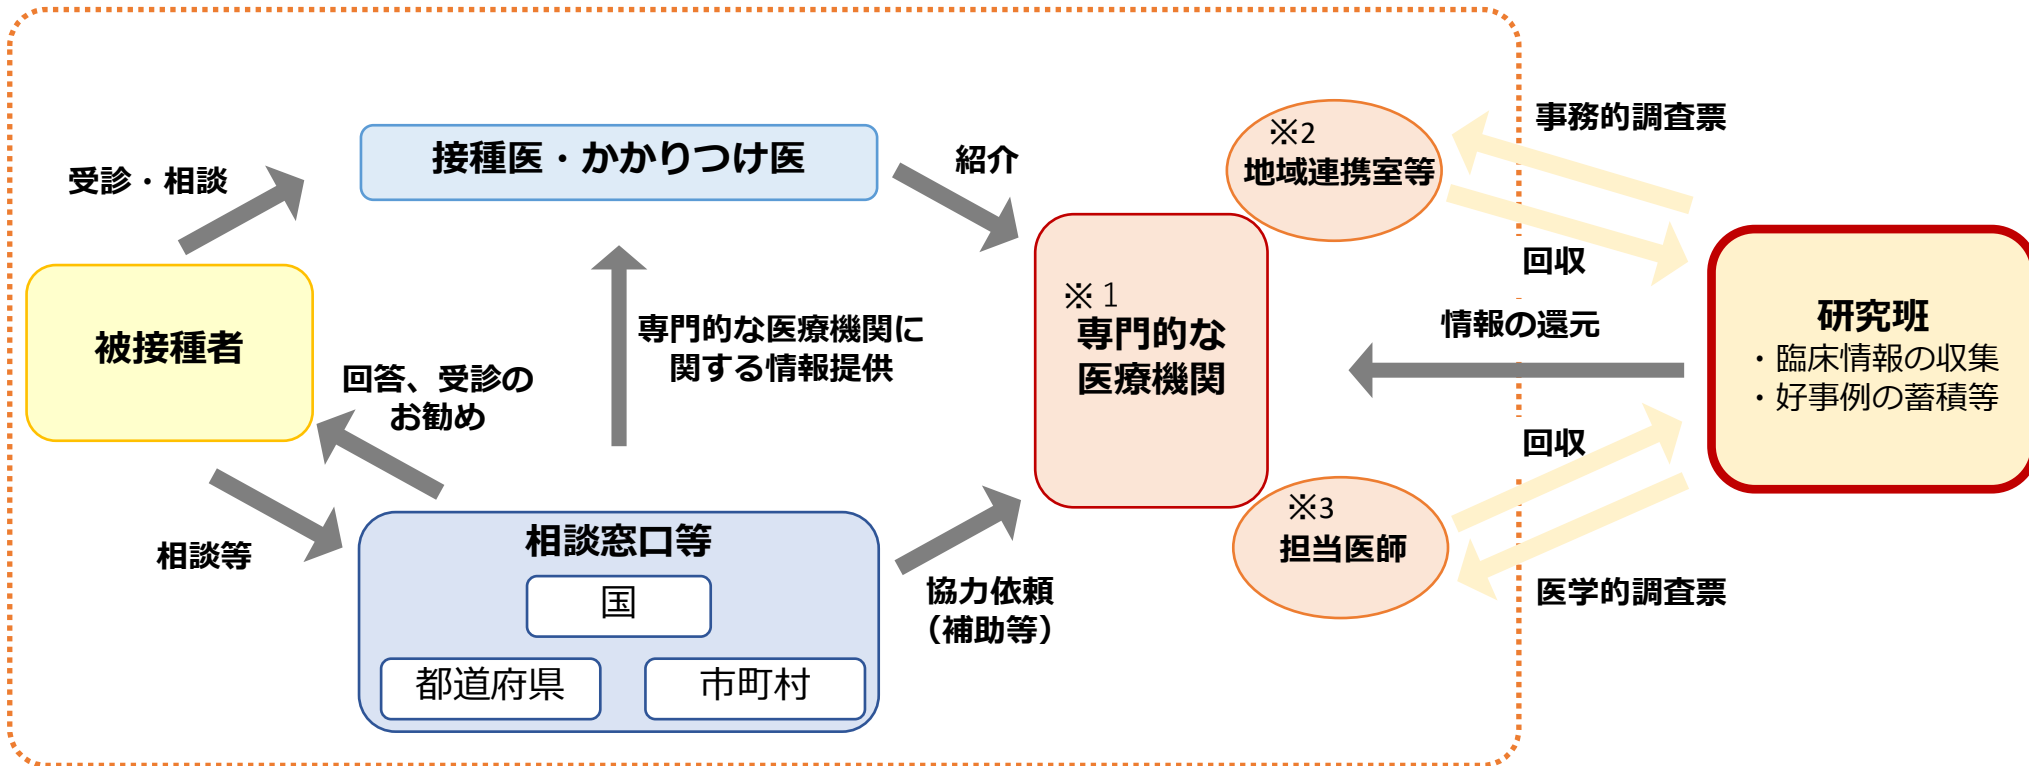 受診・相談
接種医・かかりつけ医
紹介
※2
地域連携室等
事務的調査票
回収
被接種者
回答、受診の
お勧め
専門的な医療機関に
関する情報提供
※１
専門的な
医療機関
情報の還元
研究班
・臨床情報の収集
・好事例の蓄積等
回収
相談等
相談窓口等
国
都道府県
市町村
協力依頼
（補助等）
※3
担当医師
医学的調査票